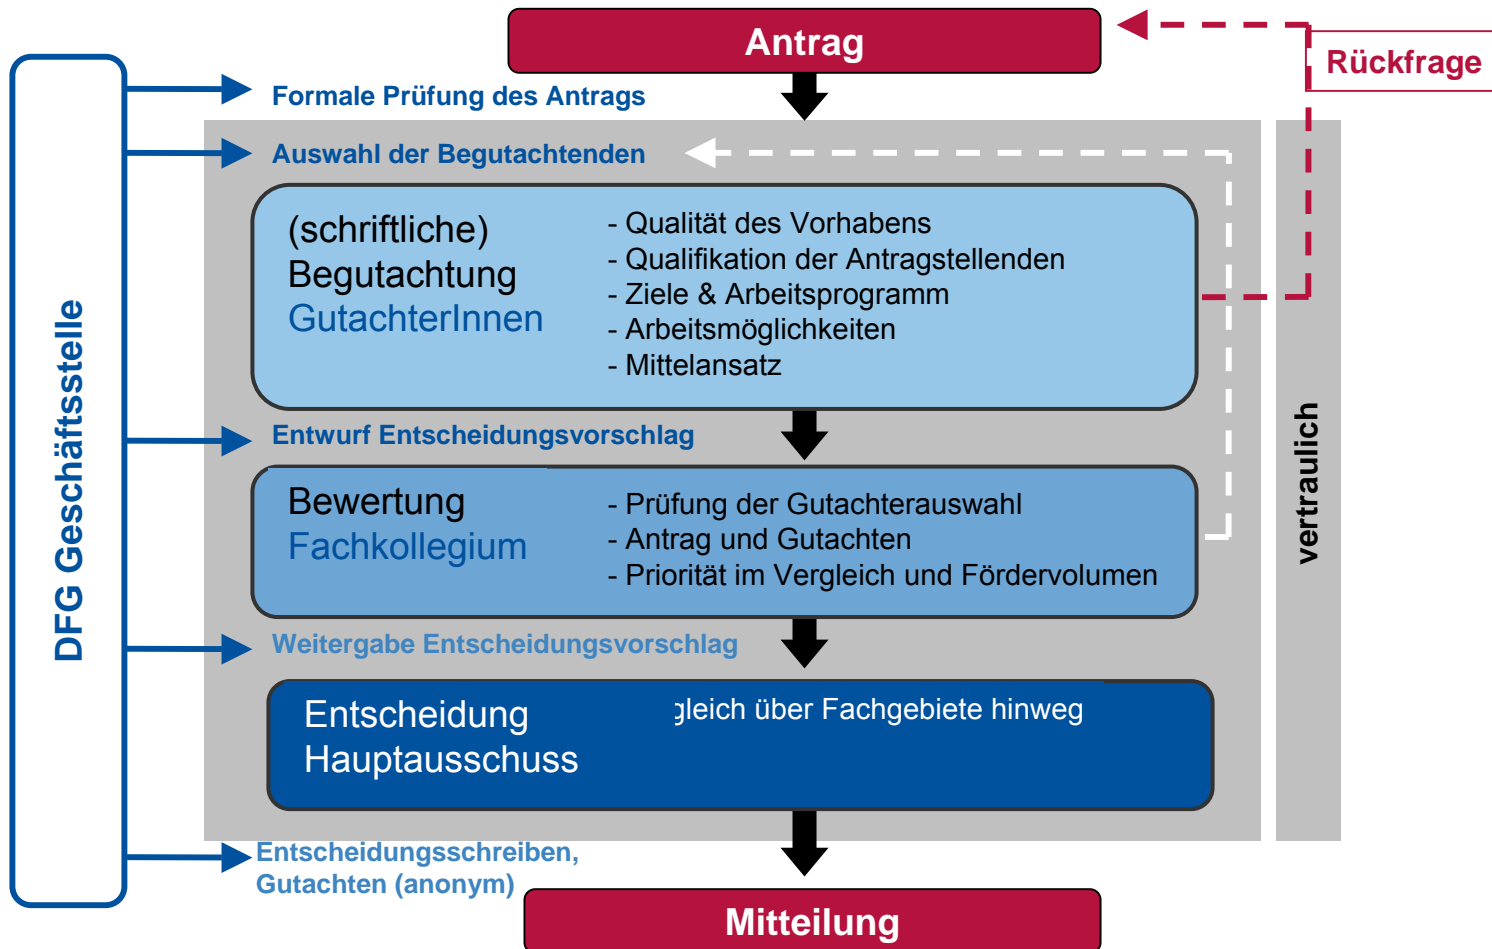 Antrag
Rückfrage
Formale Prüfung des Antrags
Auswahl der Begutachtenden
(schriftliche)
Begutachtung
GutachterInnen
- Qualität des Vorhabens
- Qualifikation der Antragstellenden
- Ziele & Arbeitsprogramm
- Arbeitsmöglichkeiten
- Mittelansatz
Entwurf Entscheidungsvorschlag
Bewertung
Fachkollegium
- Prüfung der Gutachterauswahl
- Antrag und Gutachten
- Priorität im Vergleich und Fördervolumen
Weitergabe Entscheidungsvorschlag
Entscheidung
Hauptausschuss
gleich über Fachgebiete hinweg
Entscheidungsschreiben,
Gutachten (anonym)
Mitteilung
DFG Geschäftsstelle
vertraulich